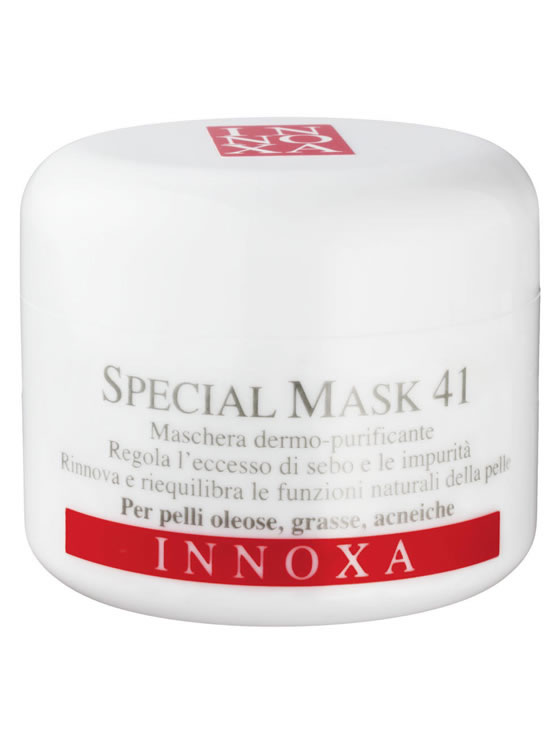 INN
OXA
SPECIAL MASK 41
Maschera dermo-purificante
Regola l'eccesso di sebo e le impurità
Rinnova e riequilibra le funzioni naturali della pelle
Per pelli oleose, grasse, acneiche
INNOXA